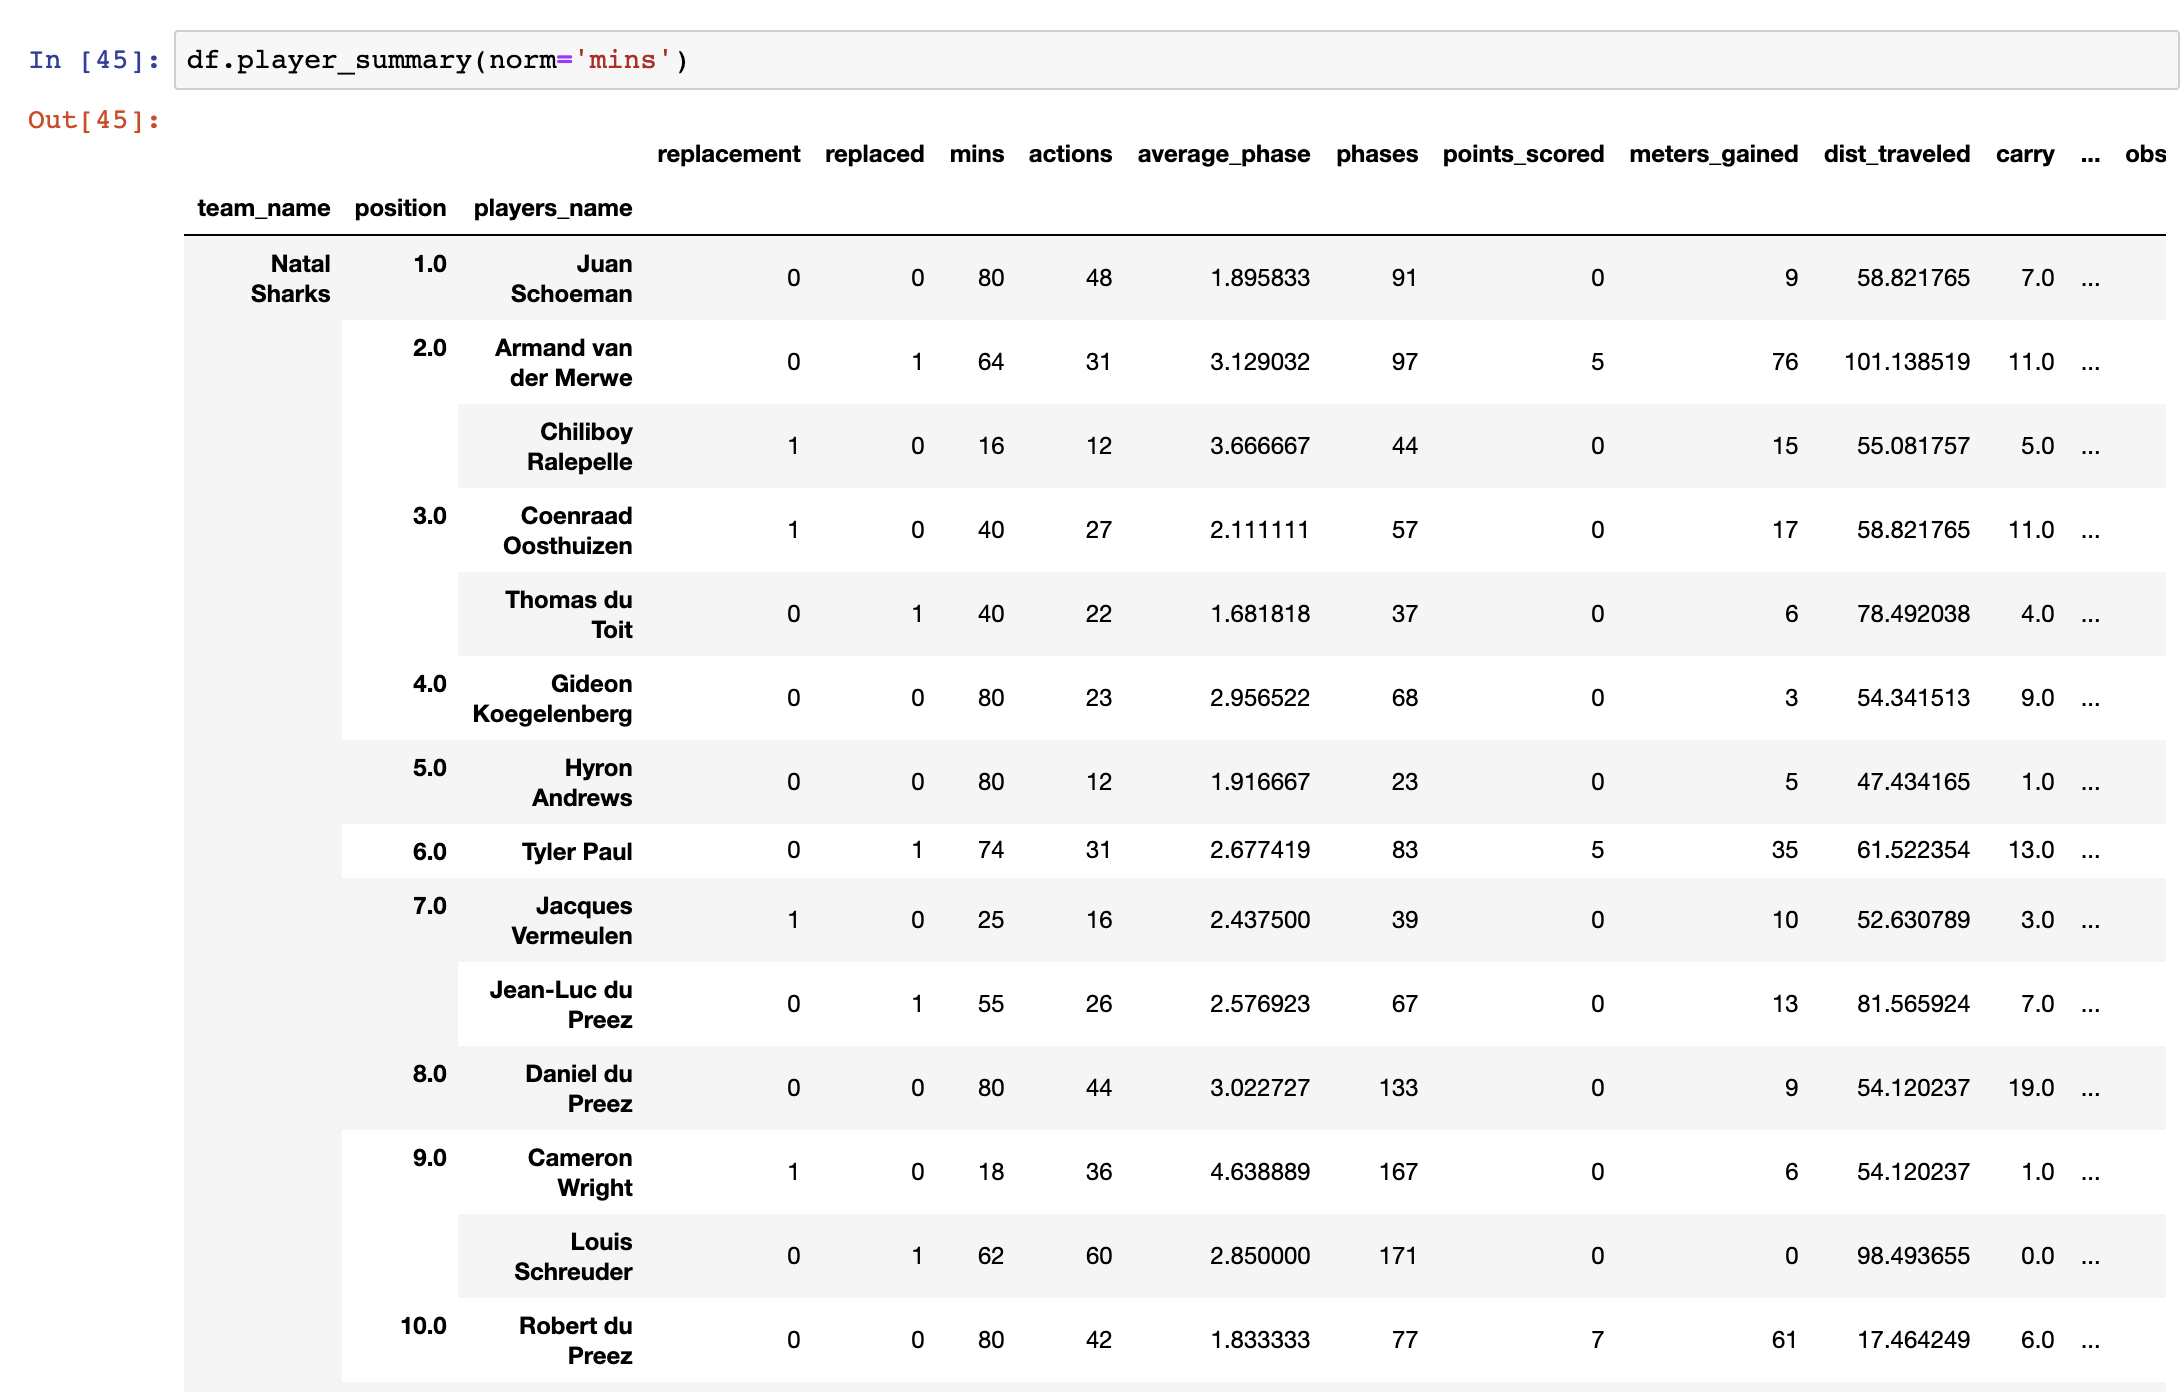 In [45]: df.player_summary(norm='mins')
Out[45]:
replacement replaced mins actions average_phase phases points_scored meters_gained dist_traveled carry ... obs
team_name position players_name
Natal Sharks 1.0 Juan Schoeman 0 0 80 48 1.895833 91 0 9 58.821765 7.0 ...
2.0 Armand van der Merwe 0 1 64 31 3.129032 97 5 76 101.138519 11.0 ...
Chiliboy Ralepelle 1 0 16 12 3.666667 44 0 15 55.081757 5.0 ...
3.0 Coenraad Oosthuizen 1 0 40 27 2.111111 57 0 17 58.821765 11.0 ...
Thomas du Toit 0 1 40 22 1.681818 37 0 6 78.492038 4.0 ...
4.0 Gideon Koegelenberg 0 0 80 23 2.956522 68 0 3 54.341513 9.0 ...
5.0 Hyron Andrews 0 0 80 12 1.916667 23 0 5 47.434165 1.0 ...
6.0 Tyler Paul 0 1 74 31 2.677419 83 5 35 61.522354 13.0 ...
7.0 Jacques Vermeulen 1 0 25 16 2.437500 39 0 10 52.630789 3.0 ...
Jean-Luc du Preez 0 1 55 26 2.576923 67 0 13 81.565924 7.0 ...
8.0 Daniel du Preez 0 0 80 44 3.022727 133 0 9 54.120237 19.0 ...
9.0 Cameron Wright 1 0 18 36 4.638889 167 0 6 54.120237 1.0 ...
Louis Schreuder 0 1 62 60 2.850000 171 0 0 98.493655 0.0 ...
10.0 Robert du Preez 0 0 80 42 1.833333 77 7 61 17.464249 6.0 ...